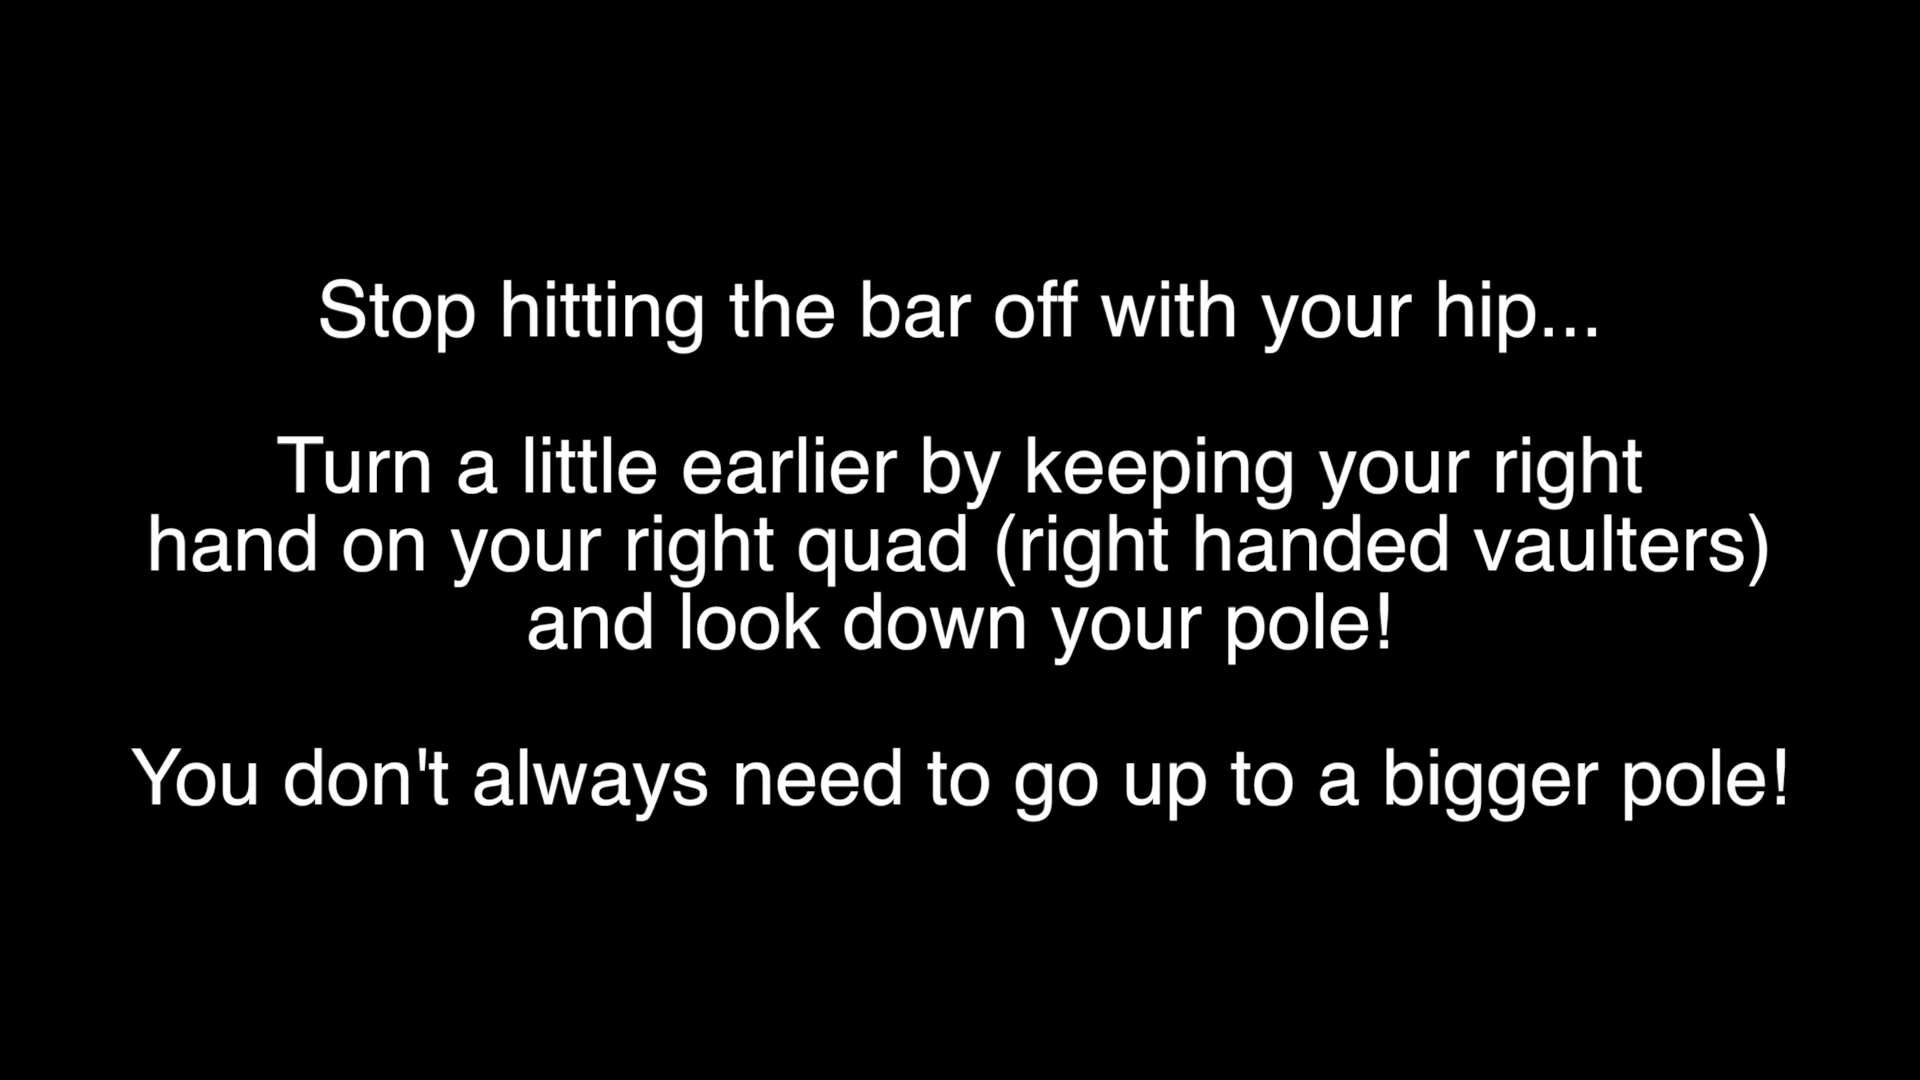 Stop hitting the bar off with your hip...
Turn a little earlier by keeping your right
hand on your right quad (right handed vaulters)
and look down your pole!
You don't always need to go up to a bigger pole!